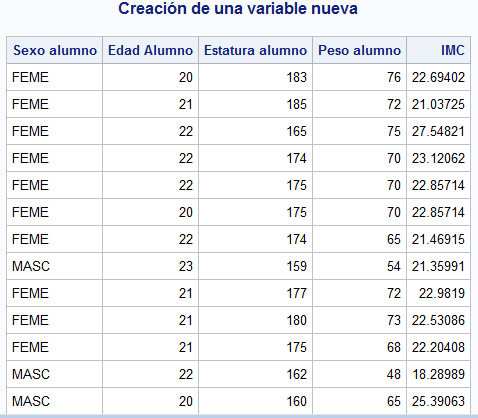 Creación de una variable nueva
Sexo alumno Edad Alumno Estatura alumno Peso alumno IMC
FEME 20 183 76 22.69402
FEME 21 185 72 21.03725
FEME 22 165 75 27.54821
FEME 22 174 70 23.12062
FEME 22 175 70 22.85714
FEME 20 175 70 22.85714
FEME 22 174 65 21.46915
MASC 23 159 54 21.35991
FEME 21 177 72 22.9819
FEME 21 180 73 22.53086
FEME 21 175 68 22.20408
MASC 22 162 48 18.28989
MASC 20 160 65 25.39063